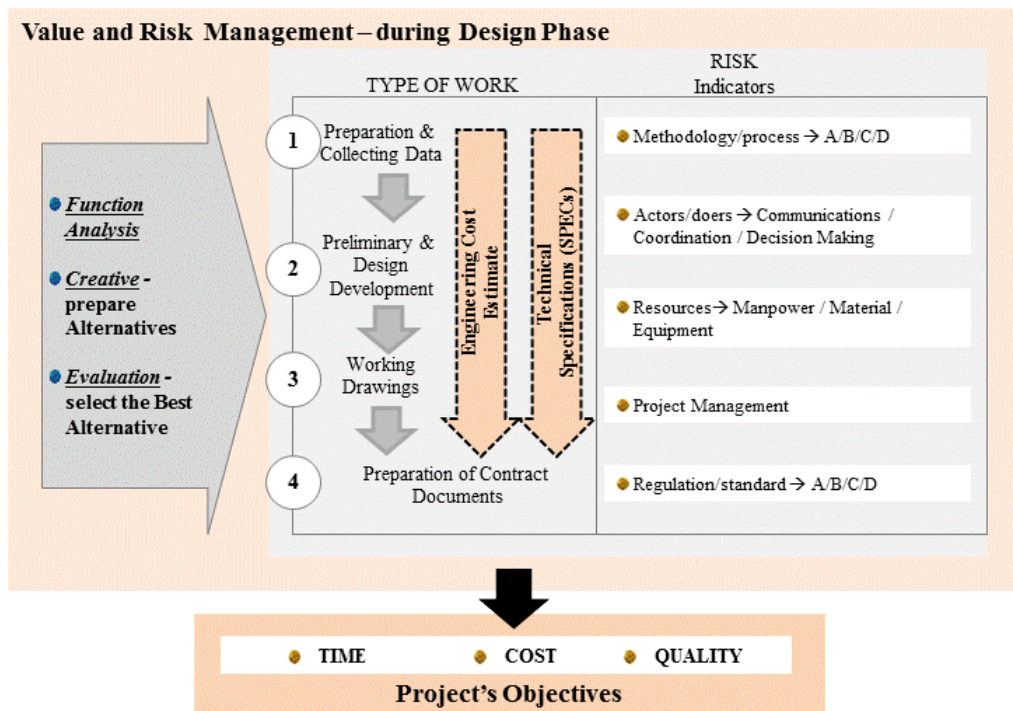 Value and Risk Management – during Design Phase
Function
Analysis
Creative -
prepare
Alternatives
Evaluation -
select the Best
Alternative
TYPE OF WORK
1
Preparation &
Collecting Data
2
Preliminary &
Design
Development
3
Working
Drawings
4
Preparation of Contract
Documents
Engineering Cost
Estimate
Technical
Specifications (SPECs)
RISK
Indicators
Methodology/process → A/B/C/D
Actors/doers → Communications /
Coordination / Decision Making
Resources→ Manpower / Material /
Equipment
Project Management
Regulation/standard → A/B/C/D
TIME COST QUALITY
Project’s Objectives